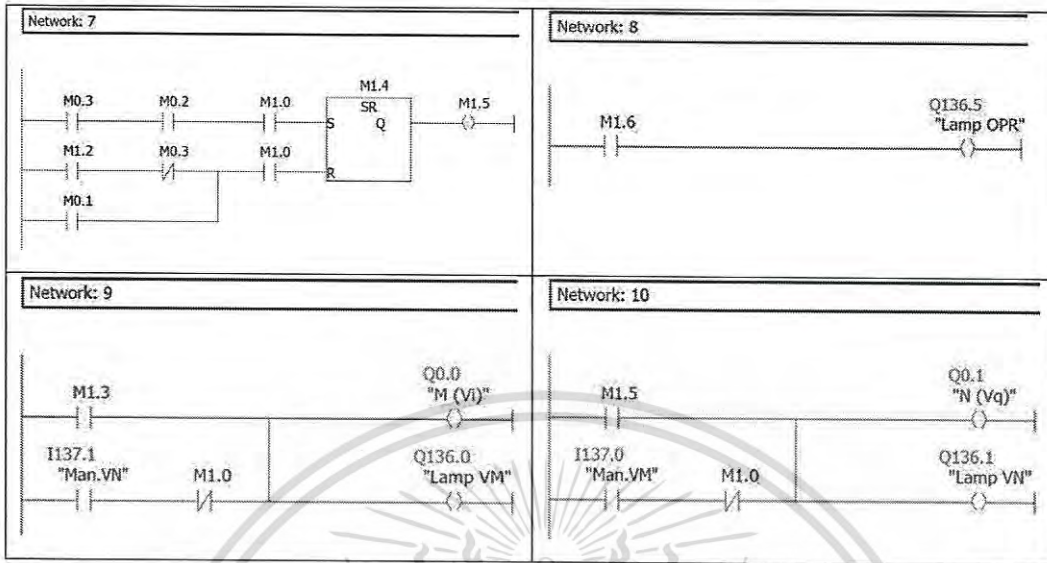 Network: 7
M1.4
M0.3 M0.2 M1.0 SR M1.5
S Q
M1.2 M0.3 M1.0
R
M0.1
Network: 8
Q136.5
M1.6 "Lamp OPR"
Network: 9
Q0.0
M1.3 "M (Vi)"
I137.1 Q136.0
"Man.VN" M1.0 "Lamp VM"
Network: 10
Q0.1
M1.5 "N (Vq)"
I137.0 Q136.1
"Man.VM" M1.0 "Lamp VN"